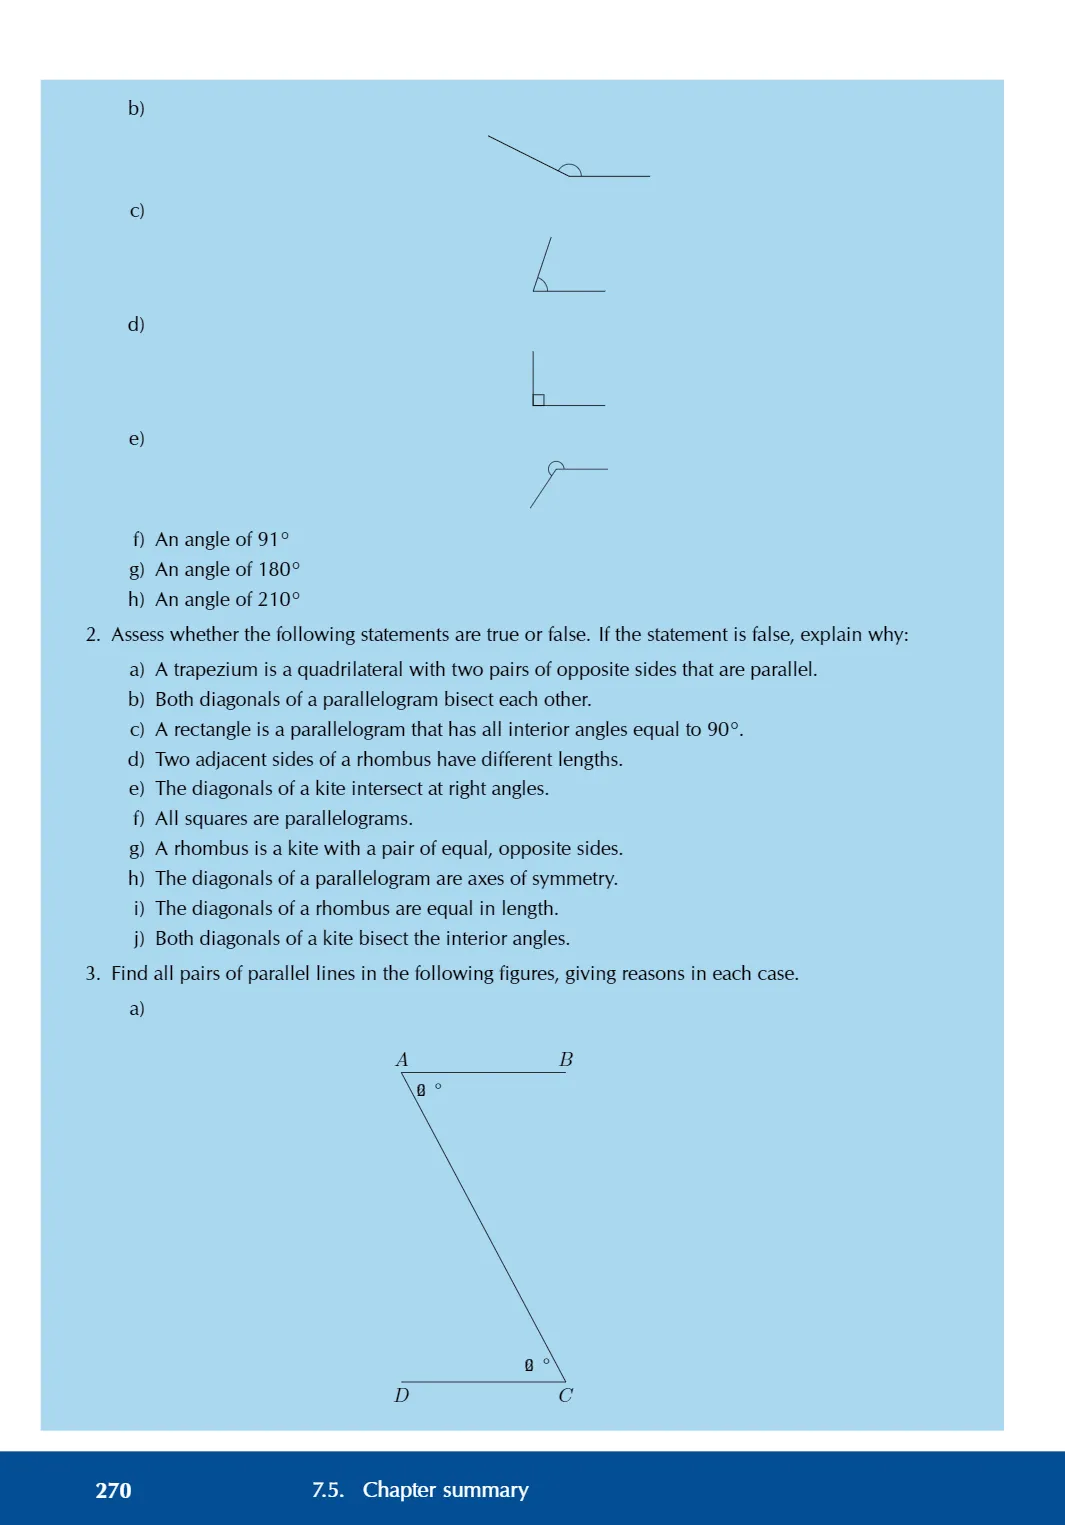 b)
c)
d)
e)
f) An angle of 91°
g) An angle of 180°
h) An angle of 210°
2. Assess whether the following statements are true or false. If the statement is false, explain why:
a) A trapezium is a quadrilateral with two pairs of opposite sides that are parallel.
b) Both diagonals of a parallelogram bisect each other.
c) A rectangle is a parallelogram that has all interior angles equal to 90°.
d) Two adjacent sides of a rhombus have different lengths.
e) The diagonals of a kite intersect at right angles.
f) All squares are parallelograms.
g) A rhombus is a kite with a pair of equal, opposite sides.
h) The diagonals of a parallelogram are axes of symmetry.
i) The diagonals of a rhombus are equal in length.
j) Both diagonals of a kite bisect the interior angles.
3. Find all pairs of parallel lines in the following figures, giving reasons in each case.
a)
A B
°
°
D C
270 7.5. Chapter summary